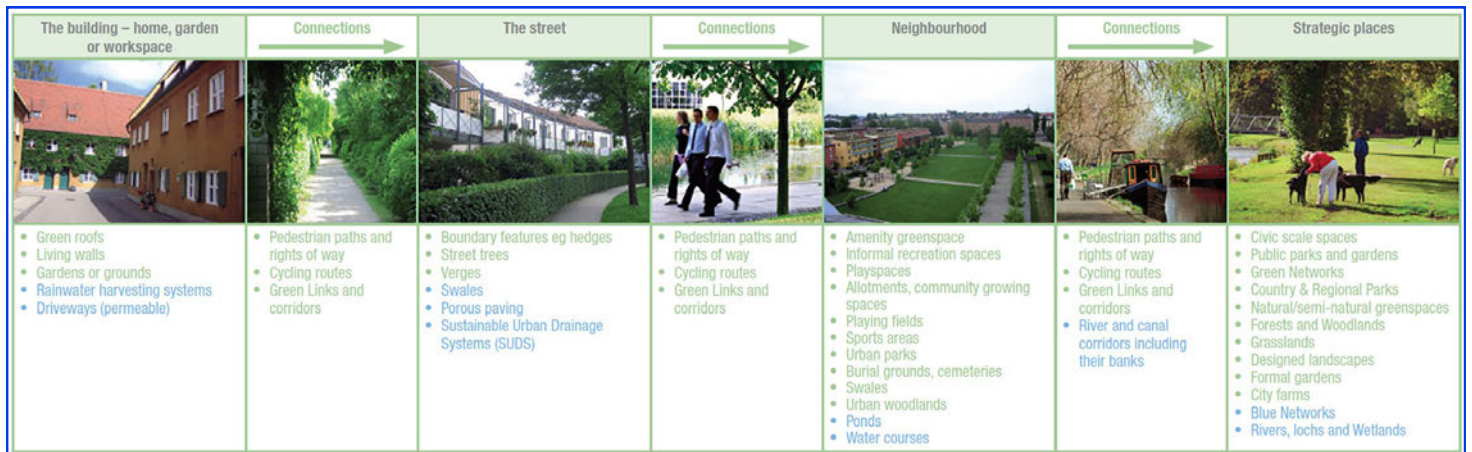 The building – home, garden
or workspace
Connections
The street
Connections
Neighbourhood
Connections
Strategic places
• Green roofs
• Living walls
• Gardens or grounds
• Rainwater harvesting systems
• Driveways (permeable)
• Pedestrian paths and
rights of way
• Cycling routes
• Green Links and
corridors
• Boundary features eg hedges
• Street trees
• Verges
• Swales
• Porous paving
• Sustainable Urban Drainage
Systems (SUDS)
• Pedestrian paths and
rights of way
• Cycling routes
• Green Links and
corridors
• Amenity greenspace
• Informal recreation spaces
• Playspaces
• Allotments, community growing
spaces
• Playing fields
• Sports areas
• Urban parks
• Burial grounds, cemeteries
• Swales
• Urban woodlands
• Ponds
• Water courses
• Pedestrian paths and
rights of way
• Cycling routes
• Green Links and
corridors
• River and canal
corridors including
their banks
• Civic scale spaces
• Public parks and gardens
• Green Networks
• Country & Regional Parks
• Natural/semi-natural greenspaces
• Forests and Woodlands
• Grasslands
• Designed landscapes
• Formal gardens
• City farms
• Blue Networks
• Rivers, lochs and Wetlands